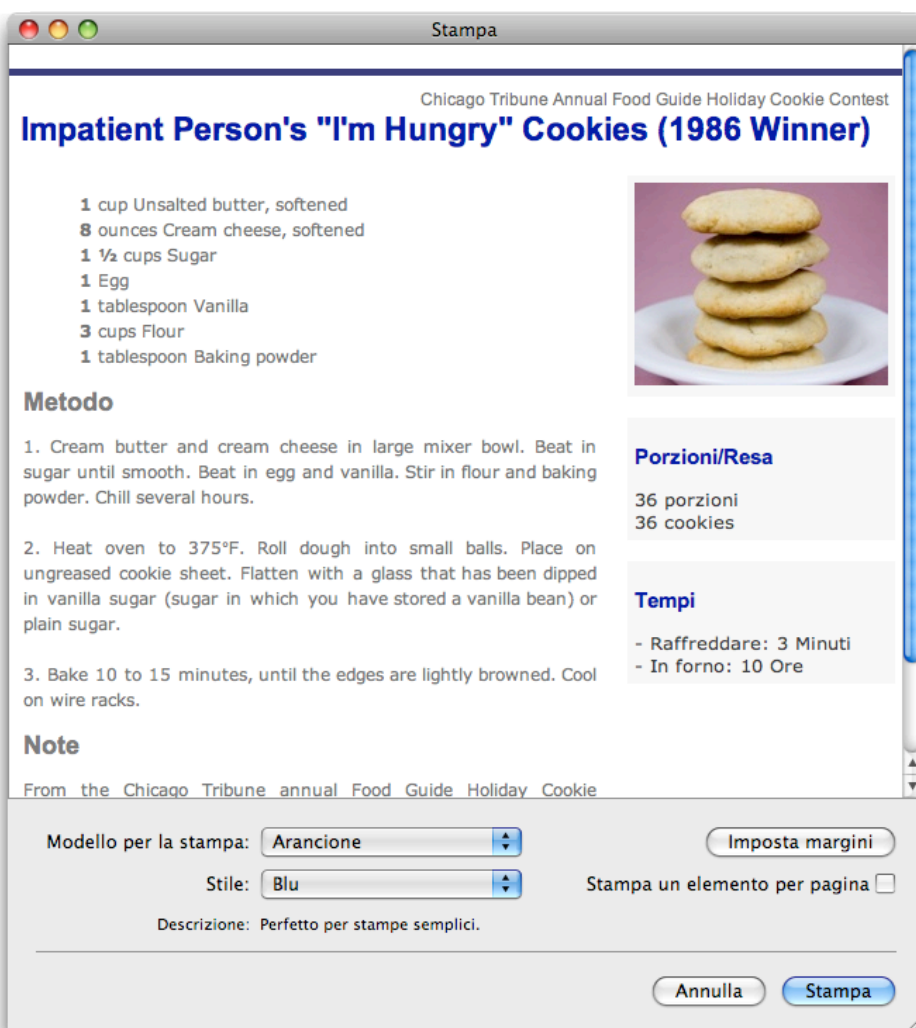 Stampa
Chicago Tribune Annual Food Guide Holiday Cookie Contest
Impatient Person's "I'm Hungry" Cookies (1986 Winner)
1 cup Unsalted butter, softened
8 ounces Cream cheese, softened
1 ½ cups Sugar
1 Egg
1 tablespoon Vanilla
3 cups Flour
1 tablespoon Baking powder
Metodo
1. Cream butter and cream cheese in large mixer bowl. Beat in
sugar until smooth. Beat in egg and vanilla. Stir in flour and baking
powder. Chill several hours.
2. Heat oven to 375°F. Roll dough into small balls. Place on
ungreased cookie sheet. Flatten with a glass that has been dipped
in vanilla sugar (sugar in which you have stored a vanilla bean) or
plain sugar.
3. Bake 10 to 15 minutes, until the edges are lightly browned. Cool
on wire racks.
Note
From the Chicago Tribune annual Food Guide Holiday Cookie
Porzioni/Resa
36 porzioni
36 cookies
Tempi
- Raffreddare: 3 Minuti
- In forno: 10 Ore
Modello per la stampa: Arancione
Imposta margini
Stile: Blu
Stampa un elemento per pagina
Descrizione: Perfetto per stampe semplici.
Annulla
Stampa